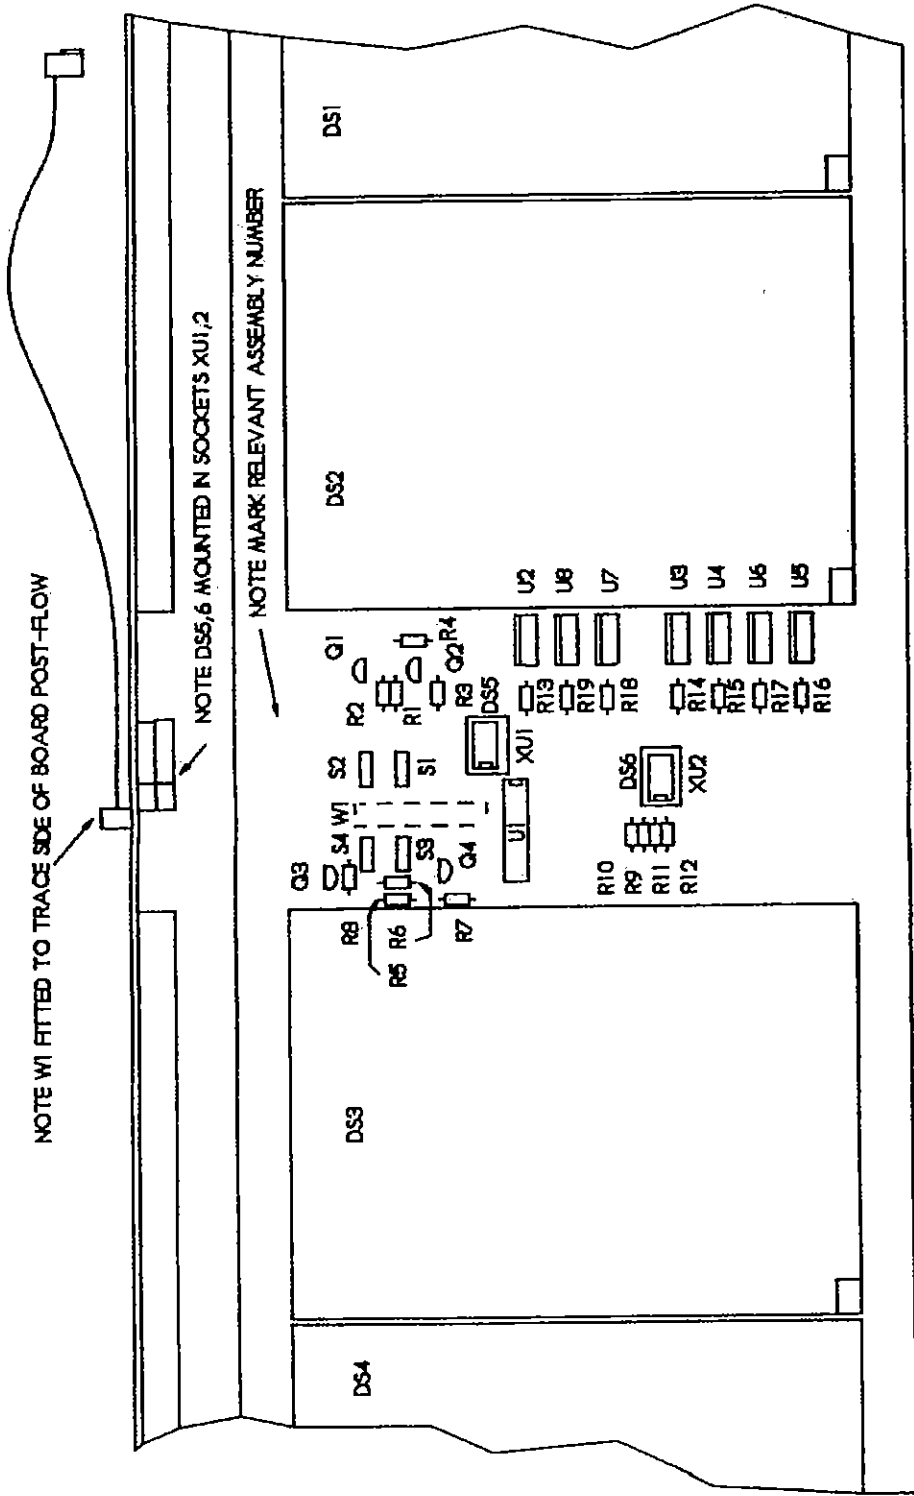 NOTE W1 FITTED TO TRACE SIDE OF BOARD POST-FLOW
NOTE DS5,6 MOUNTED IN SOCKETS XU1,2
NOTE MARK RELEVANT ASSEMBLY NUMBER
DS4
DS3
DS2
DS1
Q3
S4
W1
S2
Q1
R8
R5
R6
S3
S1
R2
R1
R4
Q2
R7
Q4
R3
DS5
XU1
U1
R13
U2
R19
U8
R18
U7
R10
R9
R11
R12
DS6
XU2
R14
U3
R15
U4
R17
U6
R16
U5